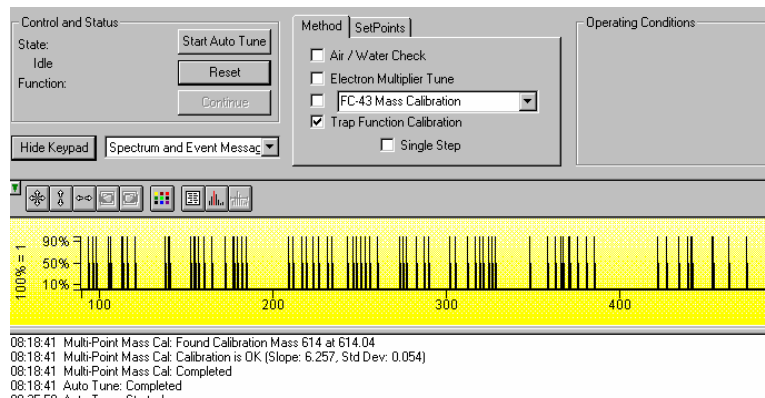 Control and Status
State:
Idle
Function:
Start Auto Tune
Reset
Continue
Hide Keypad
Spectrum and Event Messag
Method
SetPoints
Air / Water Check
Electron Multiplier Tune
FC-43 Mass Calibration
Trap Function Calibration
Single Step
Operating Conditions
100% = 1
90%
50%
10%
100 200 300 400
08:18:41 Multi-Point Mass Cal: Found Calibration Mass 614 at 614.04
08:18:41 Multi-Point Mass Cal: Calibration is OK (Slope: 6.257, Std Dev: 0.054)
08:18:41 Multi-Point Mass Cal: Completed
08:18:41 Auto Tune: Completed